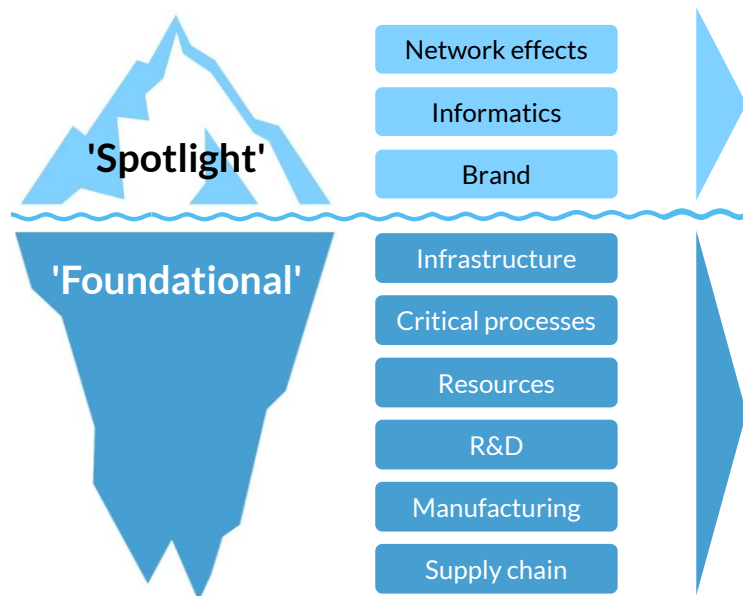 'Spotlight'
Network effects
Informatics
Brand
'Foundational'
Infrastructure
Critical processes
Resources
R&D
Manufacturing
Supply chain